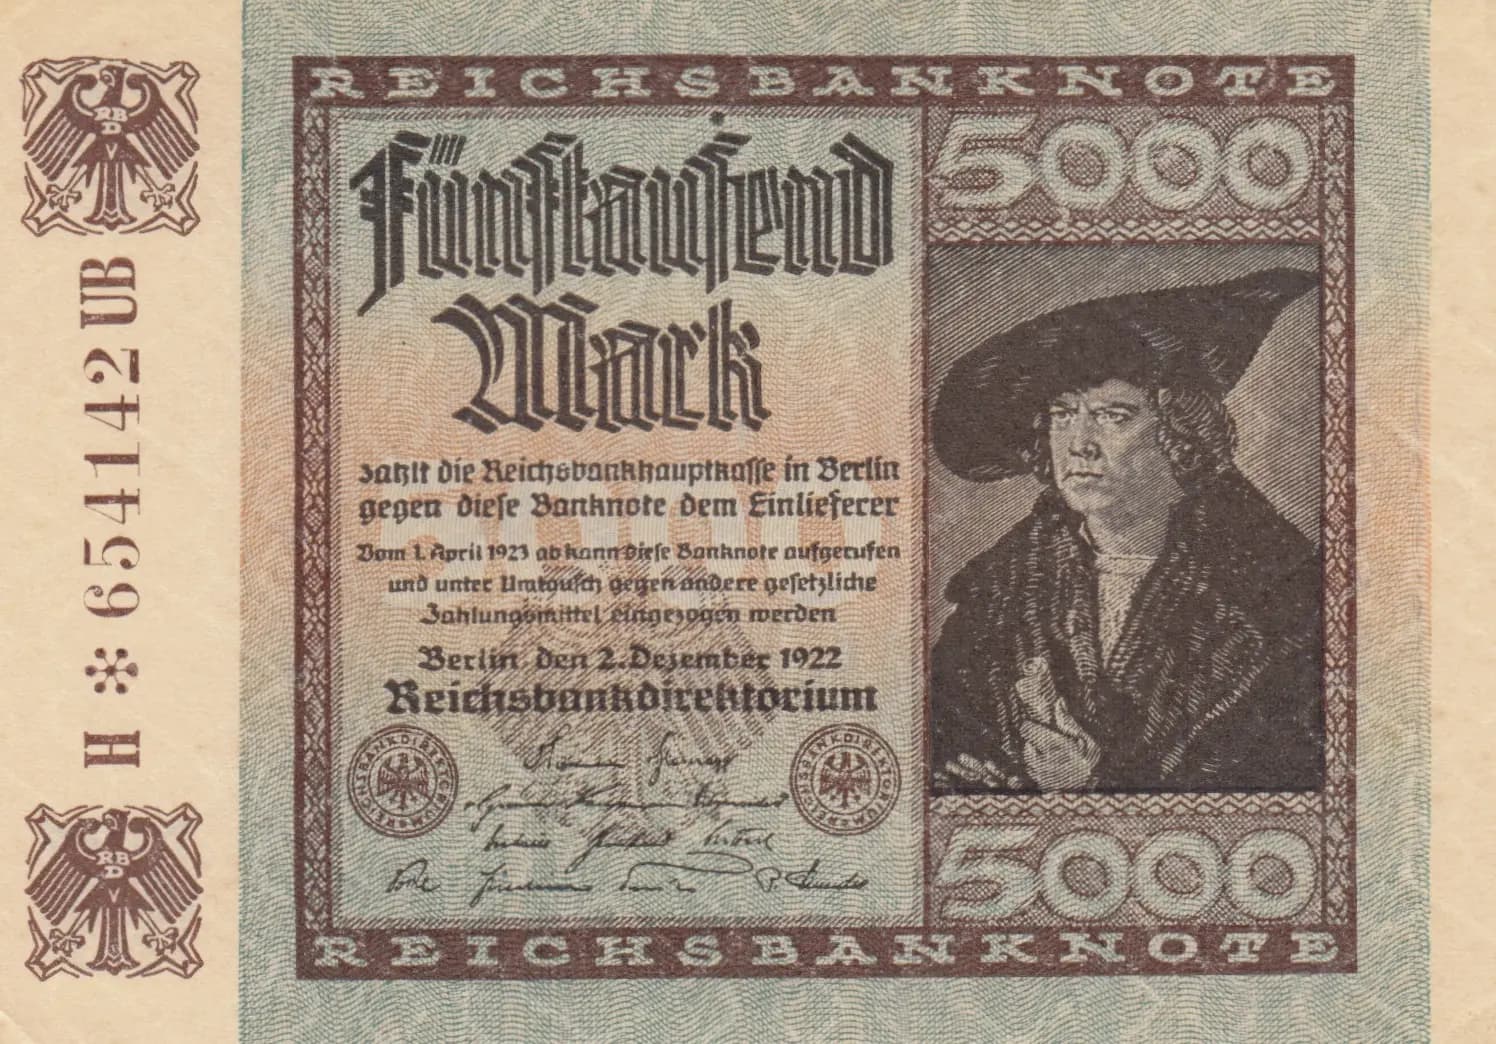 REICHSBANKNOTE
5000
Fünftausend
Mark
zahlt die Reichsbankhauptkasse in Berlin
gegen diese Banknote dem Einlieferer
Vom 1. April 1923 ab kann diese Banknote aufgerufen
und unter Umtausch gegen andere gesetzliche
Zahlungsmittel eingezogen werden
Berlin, den 2. Dezember 1922
Reichsbankdirektorium
5000
REICHSBANKNOTE
H * 654142 UB
RBD
RBD